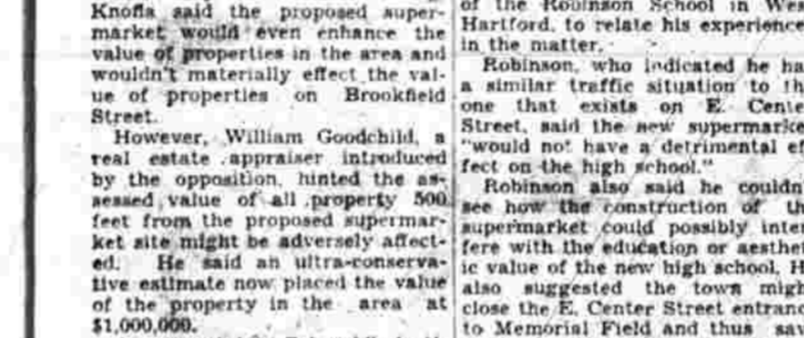 Knofla said the proposed super-
market would even enhance the
value of properties in the area and
wouldn't materially effect the val-
ue of properties on Brookfield
Street.
However, William Goodchild, a
real estate appraiser introduced
by the opposition, hinted the as-
sessed value of all property 500
feet from the proposed supermar-
ket site might be adversely affect-
ed. He said an ultra-conserva-
tive estimate now placed the value
of the property in the area at
$1,000,000.
of the Robinson School in Wes
Hartford, to relate his experience
in the matter.
Robinson, who indicated he ha
a similar traffic situation to th
one that exists on E. Cente
Street, said the new supermarke
"would not have a detrimental ef
fect on the high school."
Robinson also said he couldn
see how the construction of th
supermarket could possibly inter
fere with the education or aesthet
ic value of the new high school. H
also suggested the town migh
close the E. Center Street entranc
to Memorial Field and thus sav